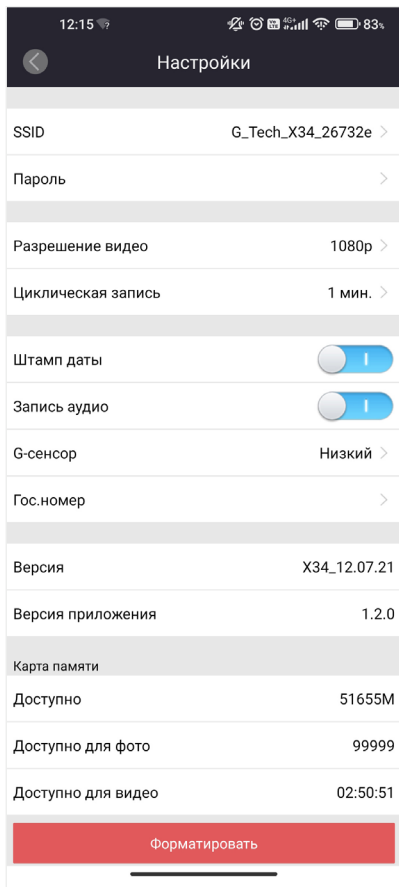 12:15 83%
Настройки
SSID G_Tech_X34_26732e
Пароль
Разрешение видео 1080p
Циклическая запись 1 мин.
Штамп даты
Запись аудио
G-сенсор Низкий
Гос.номер
Версия X34_12.07.21
Версия приложения 1.2.0
Карта памяти
Доступно 51655M
Доступно для фото 99999
Доступно для видео 02:50:51
Форматировать